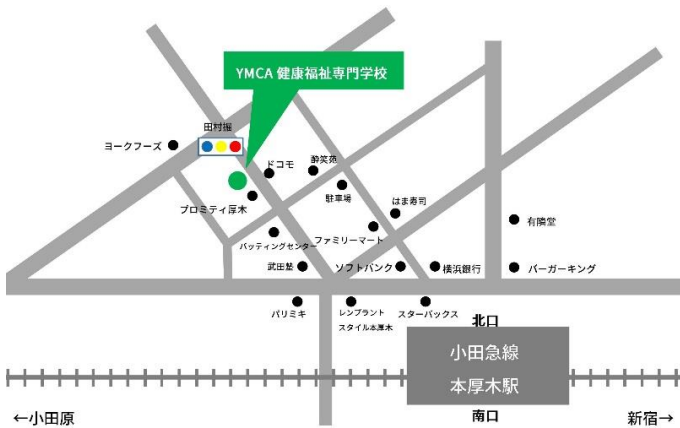 YMCA 健康福祉専門学校
田村堀
ヨークフーズ
ドコモ
酔笑苑
駐車場
プロミティ厚木
はま寿司
バッティングセンター
ファミリーマート
有隣堂
武田塾
ソフトバンク
横浜銀行
バーガーキング
パリミキ
レンブラント
スタイル本厚木
スターバックス
北口
小田急線
本厚木駅
←小田原
南口
新宿→